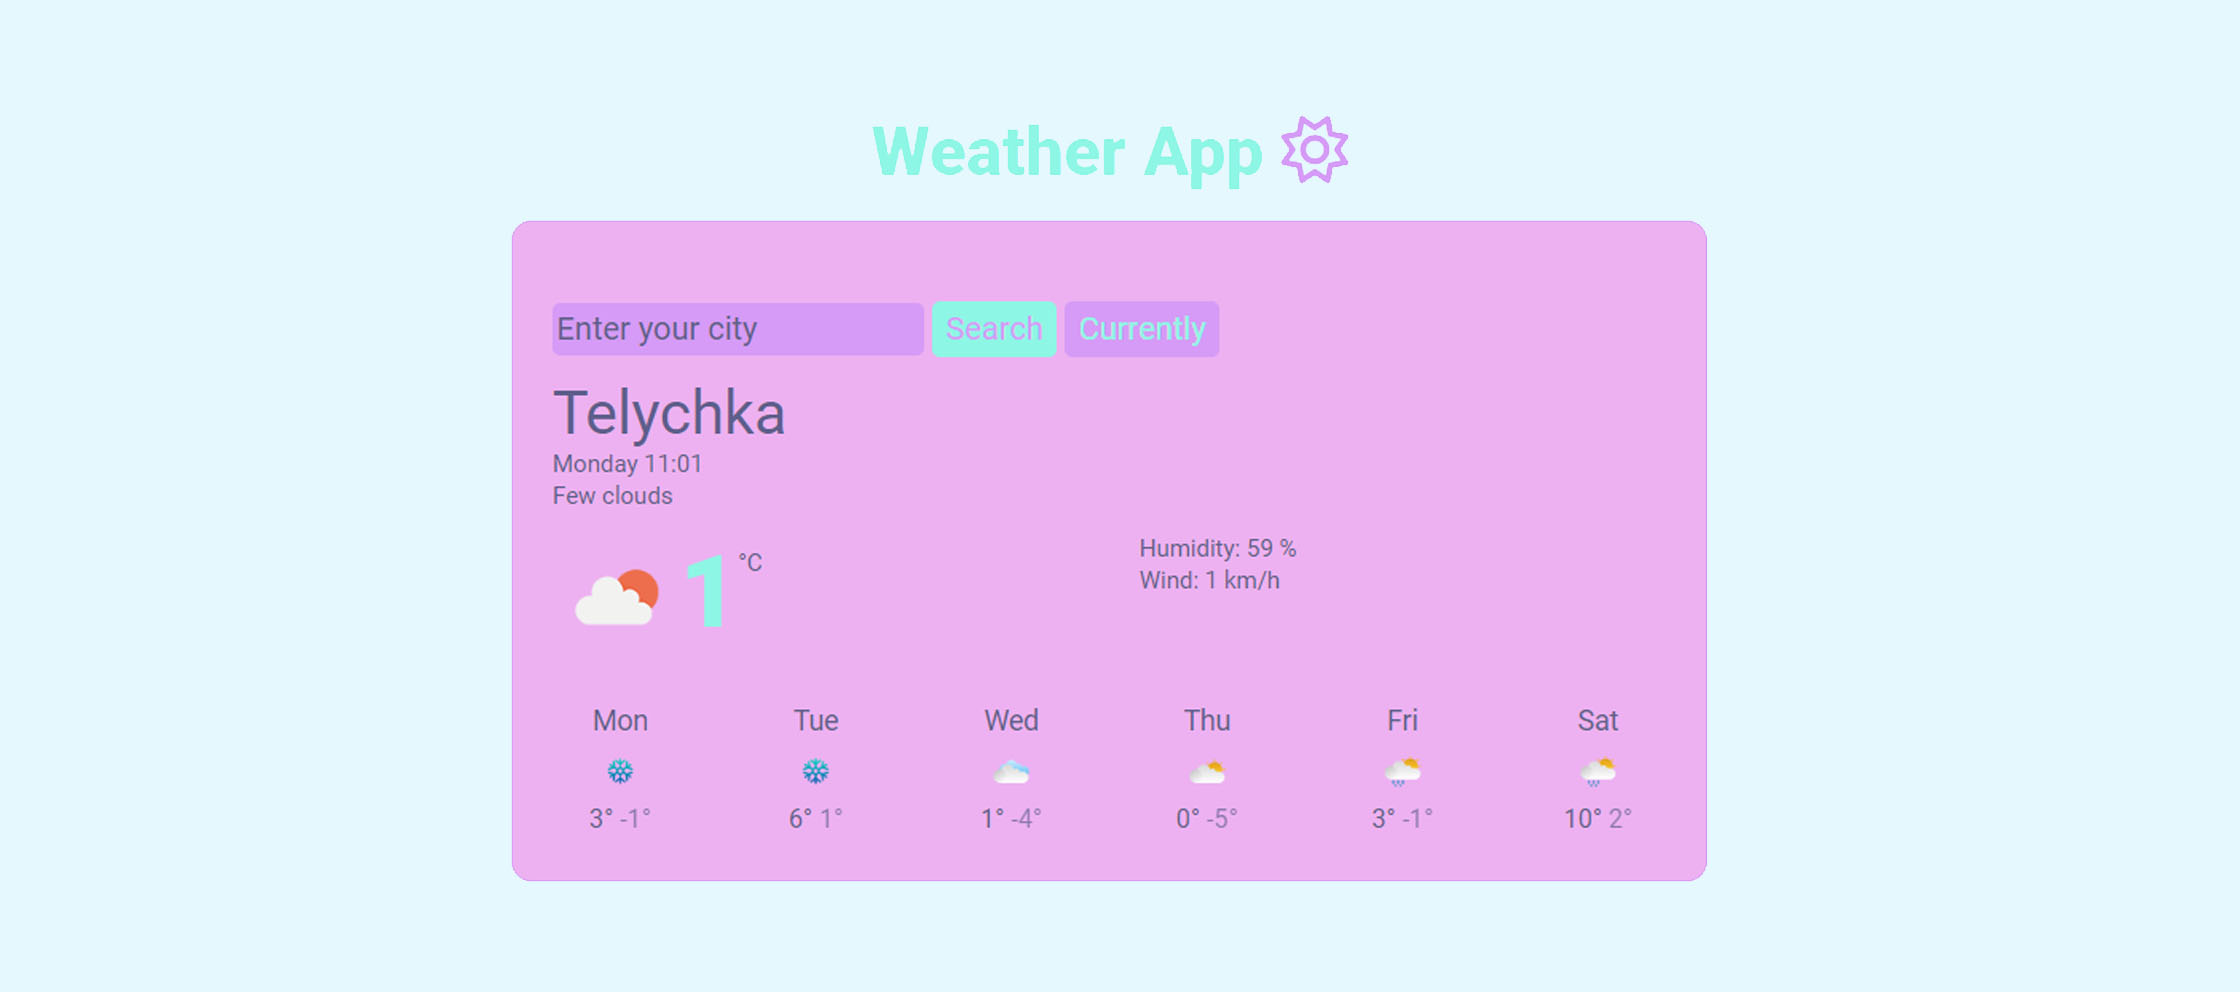 Weather App
Enter your city Search Currently
Telychka
Monday 11:01
Few clouds
1 °C
Humidity: 59 %
Wind: 1 km/h
Mon Tue Wed Thu Fri Sat
3° -1° 6° 1° 1° -4° 0° -5° 3° -1° 10° 2°